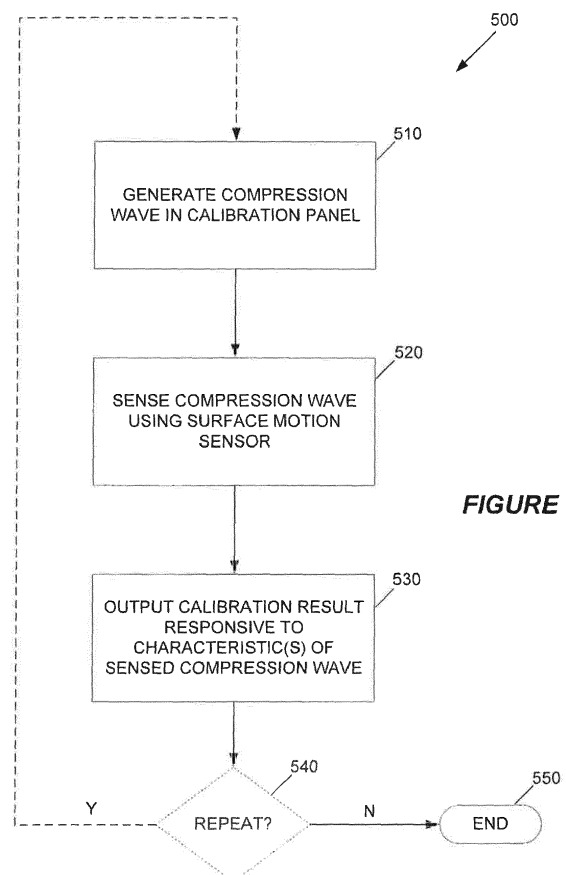 500
510
GENERATE COMPRESSION
WAVE IN CALIBRATION PANEL
520
SENSE COMPRESSION WAVE
USING SURFACE MOTION
SENSOR
FIGURE
530
OUTPUT CALIBRATION RESULT
RESPONSIVE TO
CHARACTERISTIC(S) OF
SENSED COMPRESSION WAVE
540
REPEAT?
Y
N
550
END